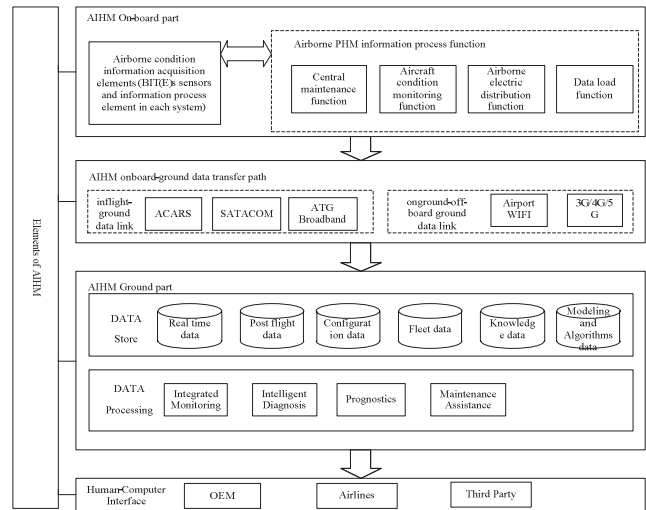 Elements of AIHM
AIHM On-board part
Airborne condition
information acquisition
elements (BIT(E)s sensors
and information process
element in each system)
Airborne PHM information process function
Central
maintenance
function
Aircraft
condition
monitoring
function
Airborne
electric
distribution
function
Data load
function
AIHM onboard-ground data transfer path
inflight-
ground
data link
ACARS
SATACOM
ATG
Broadband
onground-off-
board ground
data link
Airport
WIFI
3G/4G/5
G
AIHM Ground part
DATA
Store
Real time
data
Post flight
data
Configurat
ion data
Fleet data
Knowledg
e data
Modeling
and
Algorithms
data
DATA
Processing
Integrated
Monitoring
Intelligent
Diagnosis
Prognostics
Maintenance
Assistance
Human-Computer
Interface
OEM
Airlines
Third Party